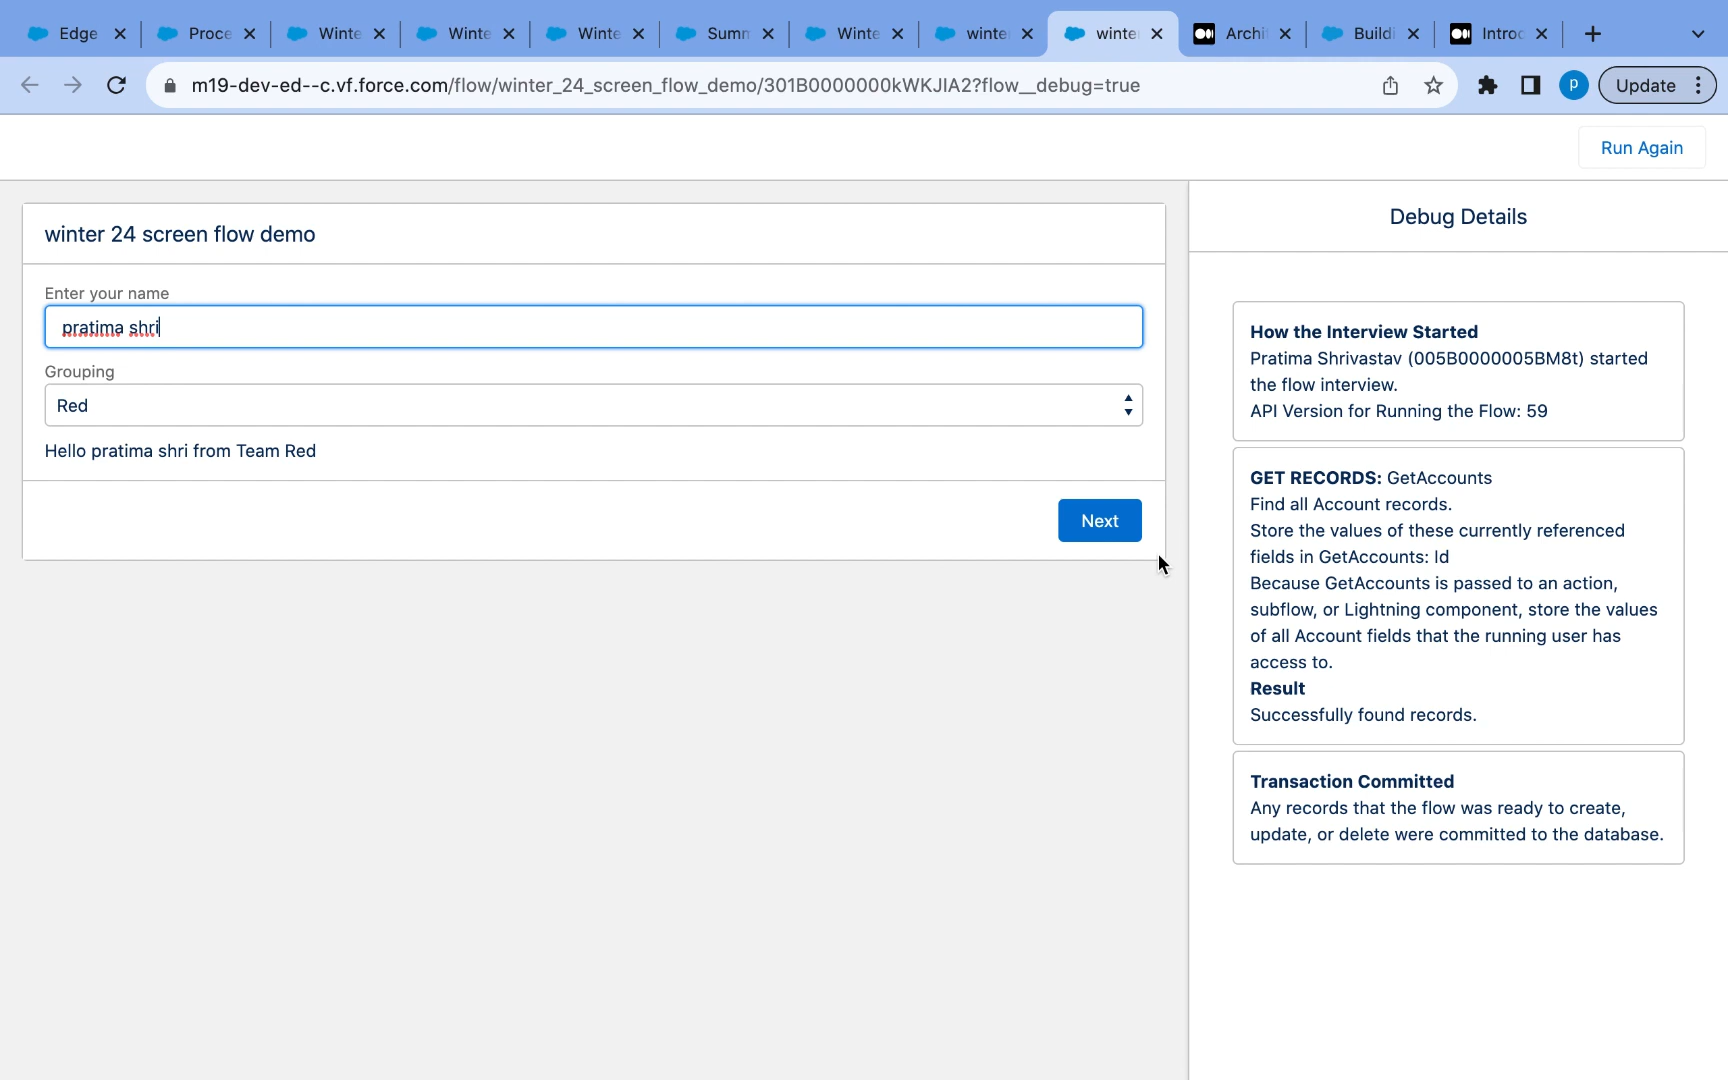 Edge
Proce
Winte
Winte
Winte
Summ
Winte
winte
winte
Archi
Buildi
Introd
m19-dev-ed--c.vf.force.com/flow/winter_24_screen_flow_demo/301B0000000kWKJIA2?flow__debug=true
p
Update
Run Again
winter 24 screen flow demo
Enter your name
pratima shri
Grouping
Red
Hello pratima shri from Team Red
Next
Debug Details
How the Interview Started
Pratima Shrivastav (005B0000005BM8t) started
the flow interview.
API Version for Running the Flow: 59
GET RECORDS: GetAccounts
Find all Account records.
Store the values of these currently referenced
fields in GetAccounts: Id
Because GetAccounts is passed to an action,
subflow, or Lightning component, store the values
of all Account fields that the running user has
access to.
Result
Successfully found records.
Transaction Committed
Any records that the flow was ready to create,
update, or delete were committed to the database.